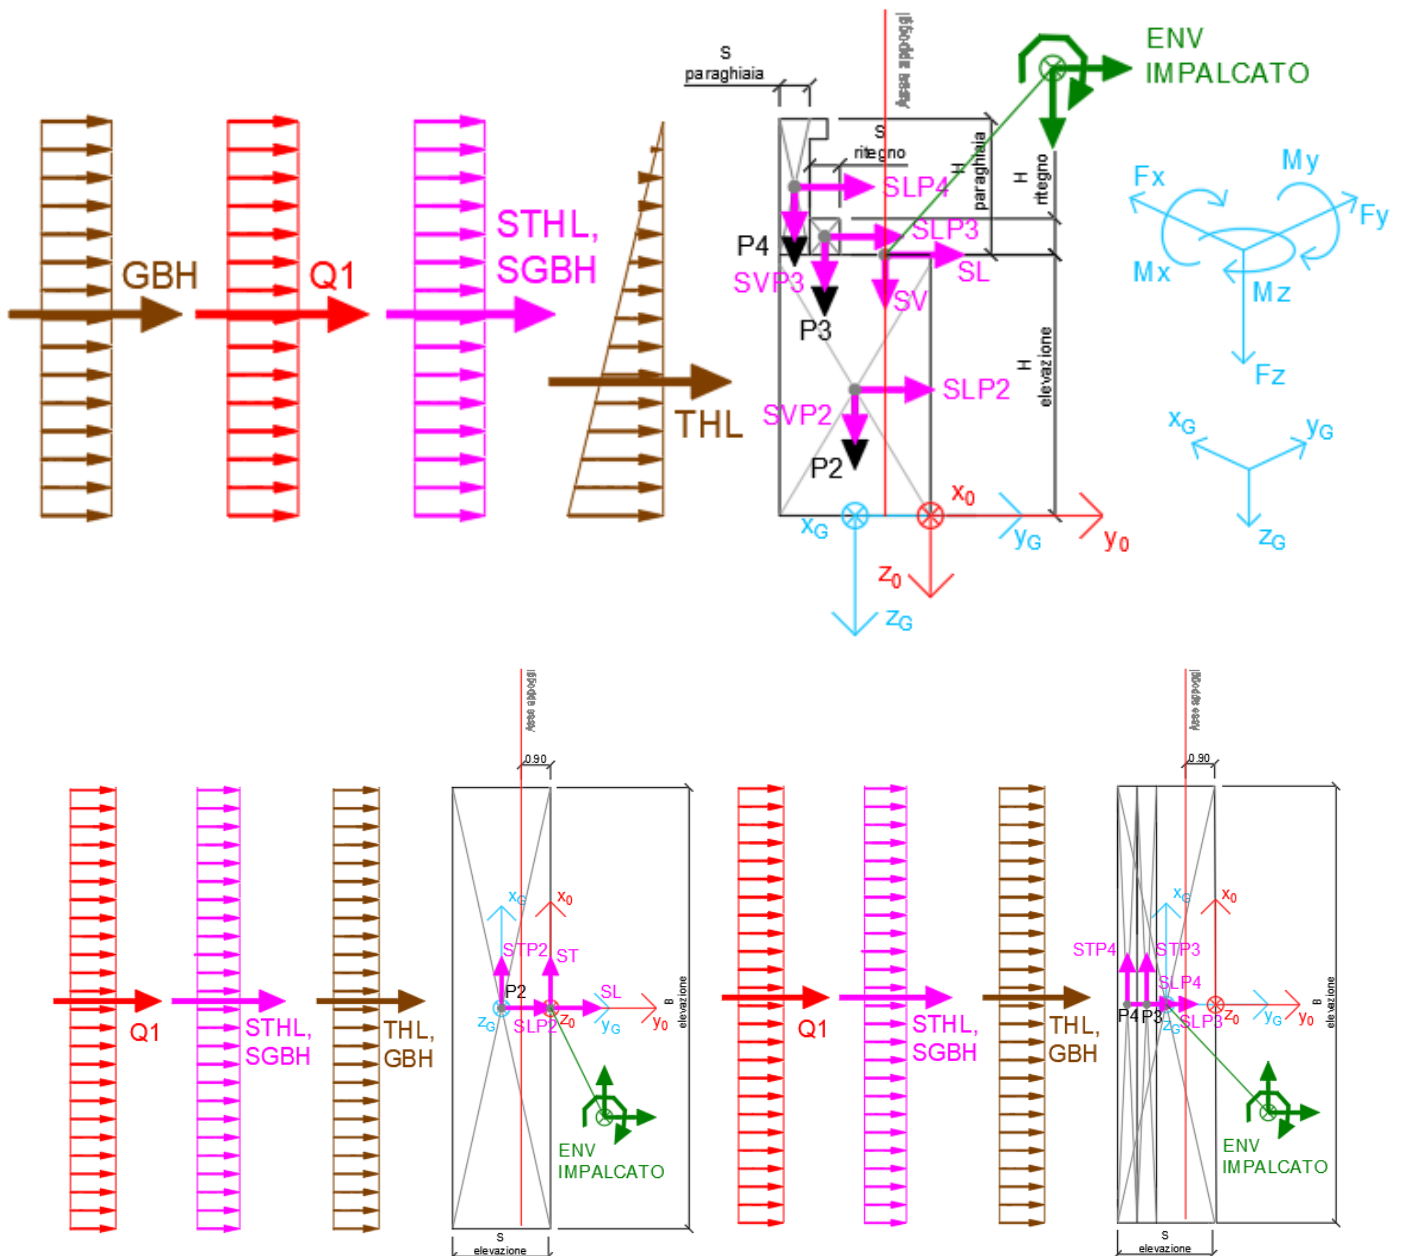 S
paraghiaia
ENV
IMPALCATO
S
ritegno
H
paraghiaia
H
ritegno
SLP4
SLP3
P4
SVP3
SL
SV
P3
GBH
Q1
STHL,
SGBH
THL
SLP2
SVP2
P2
H
elevazione
My
Fx
Fy
Mx
Mz
Fz
xG
yG
zG
xG
x0
yG
y0
z0
zG
0.90
xG
x0
STP2
ST
P2
SL
zG
SLP2
z0
yG
y0
B
elevazione
Q1
STHL,
SGBH
THL,
GBH
ENV
IMPALCATO
S
elevazione
0.90
xG
x0
STP4
STP3
SLP4
P4
P3
zG
SLP3
z0
yG
y0
B
elevazione
Q1
STHL,
SGBH
THL,
GBH
ENV
IMPALCATO
S
elevazione